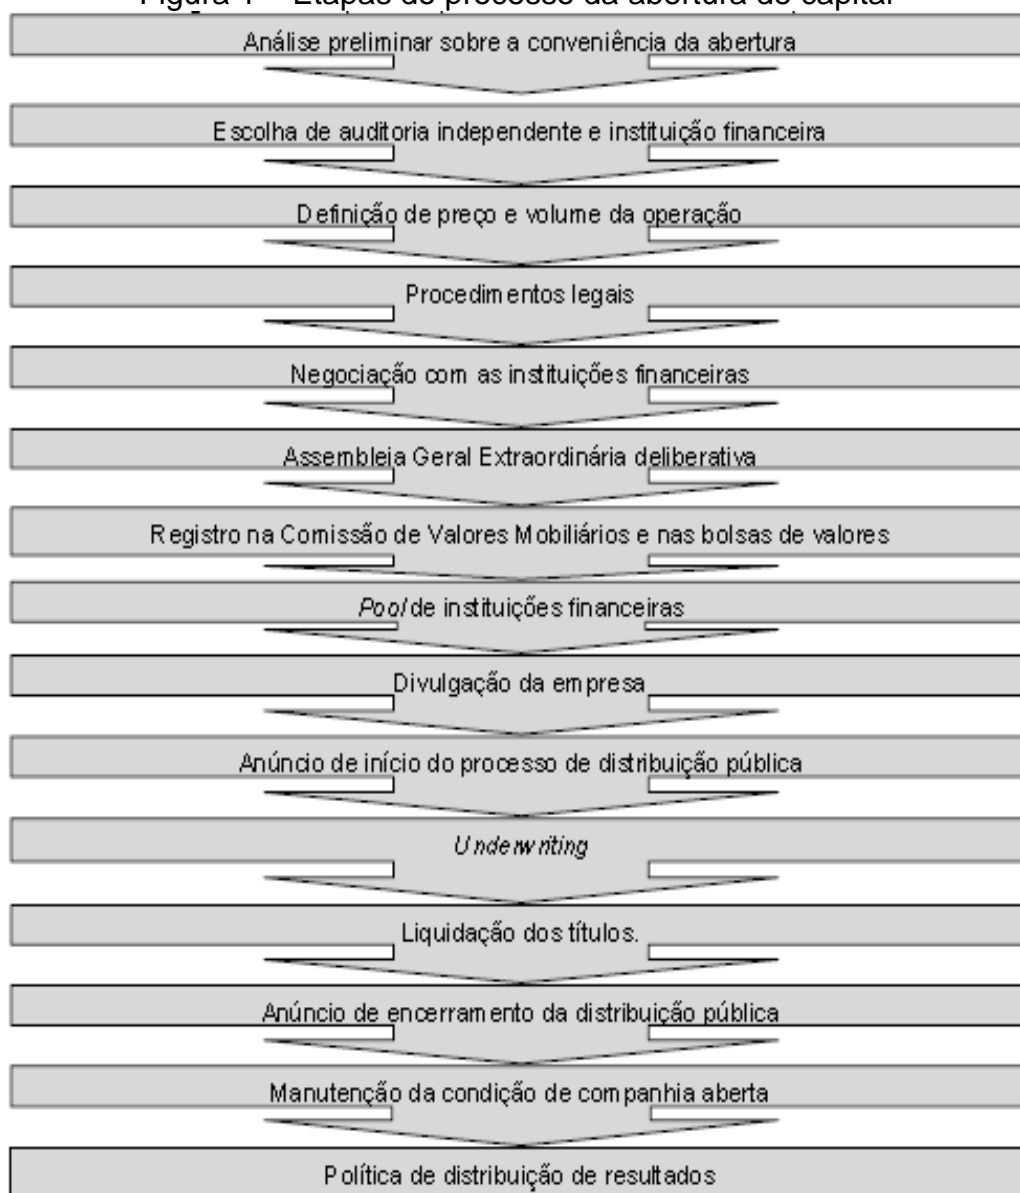 Figura 1 – Etapas do processo da abertura de capital
Análise preliminar sobre a conveniência da abertura
Escolha de auditoria independente e instituição financeira
Definição de preço e volume da operação
Procedimentos legais
Negociação com as instituições financeiras
Assembleia Geral Extraordinária deliberativa
Registro na Comissão de Valores Mobiliários e nas bolsas de valores
Pool de instituições financeiras
Divulgação da empresa
Anúncio de início do processo de distribuição pública
Underwriting
Liquidação dos títulos.
Anúncio de encerramento da distribuição pública
Manutenção da condição de companhia aberta
Política de distribuição de resultados